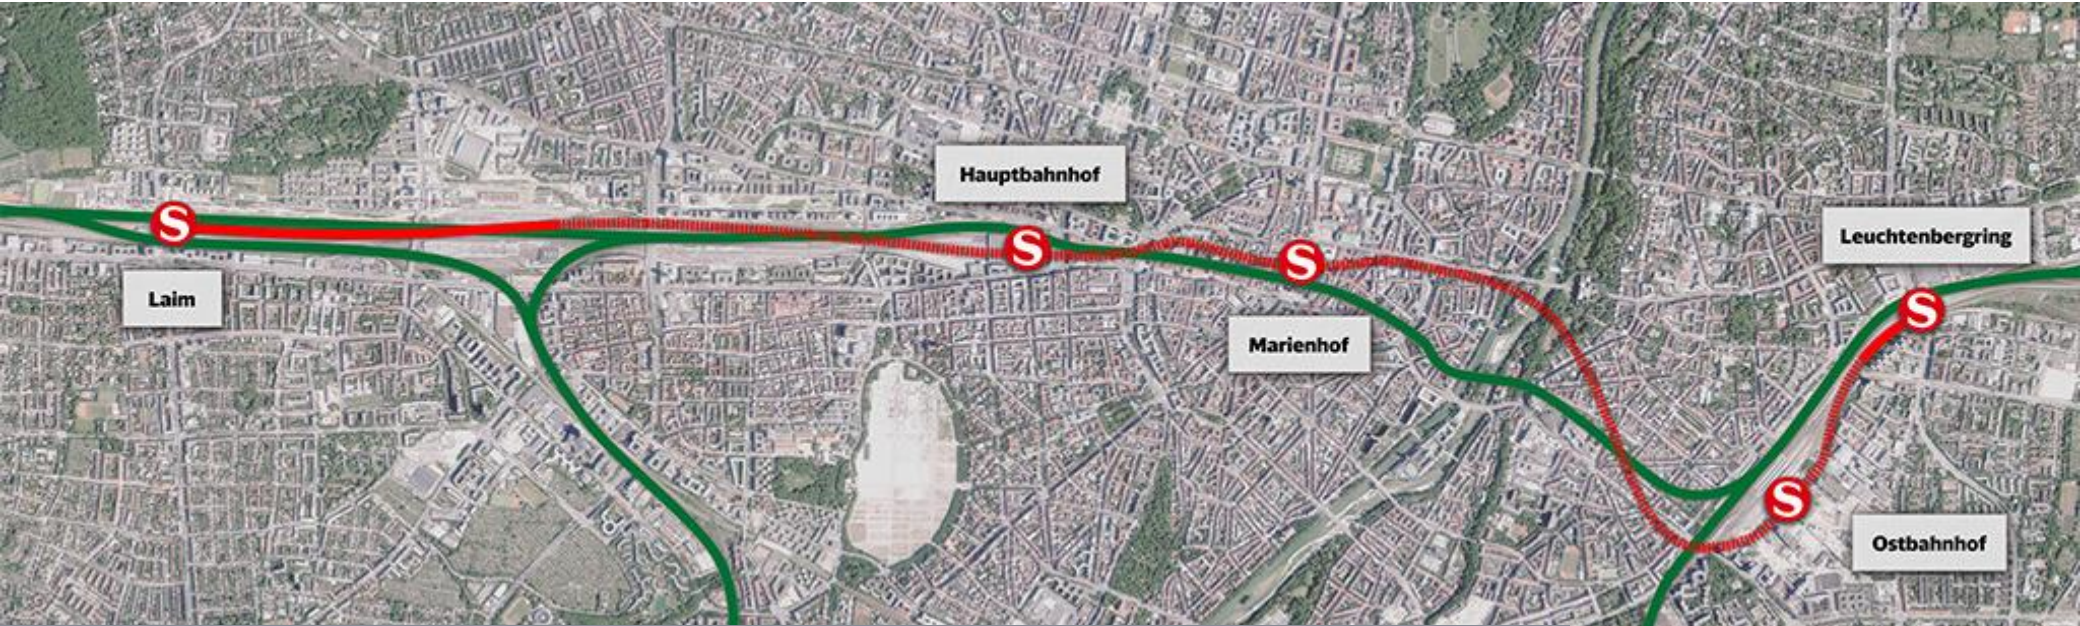 Hauptbahnhof
Leuchtenbergring
S
S
S
S
Laim
Marienhof
S
Ostbahnhof